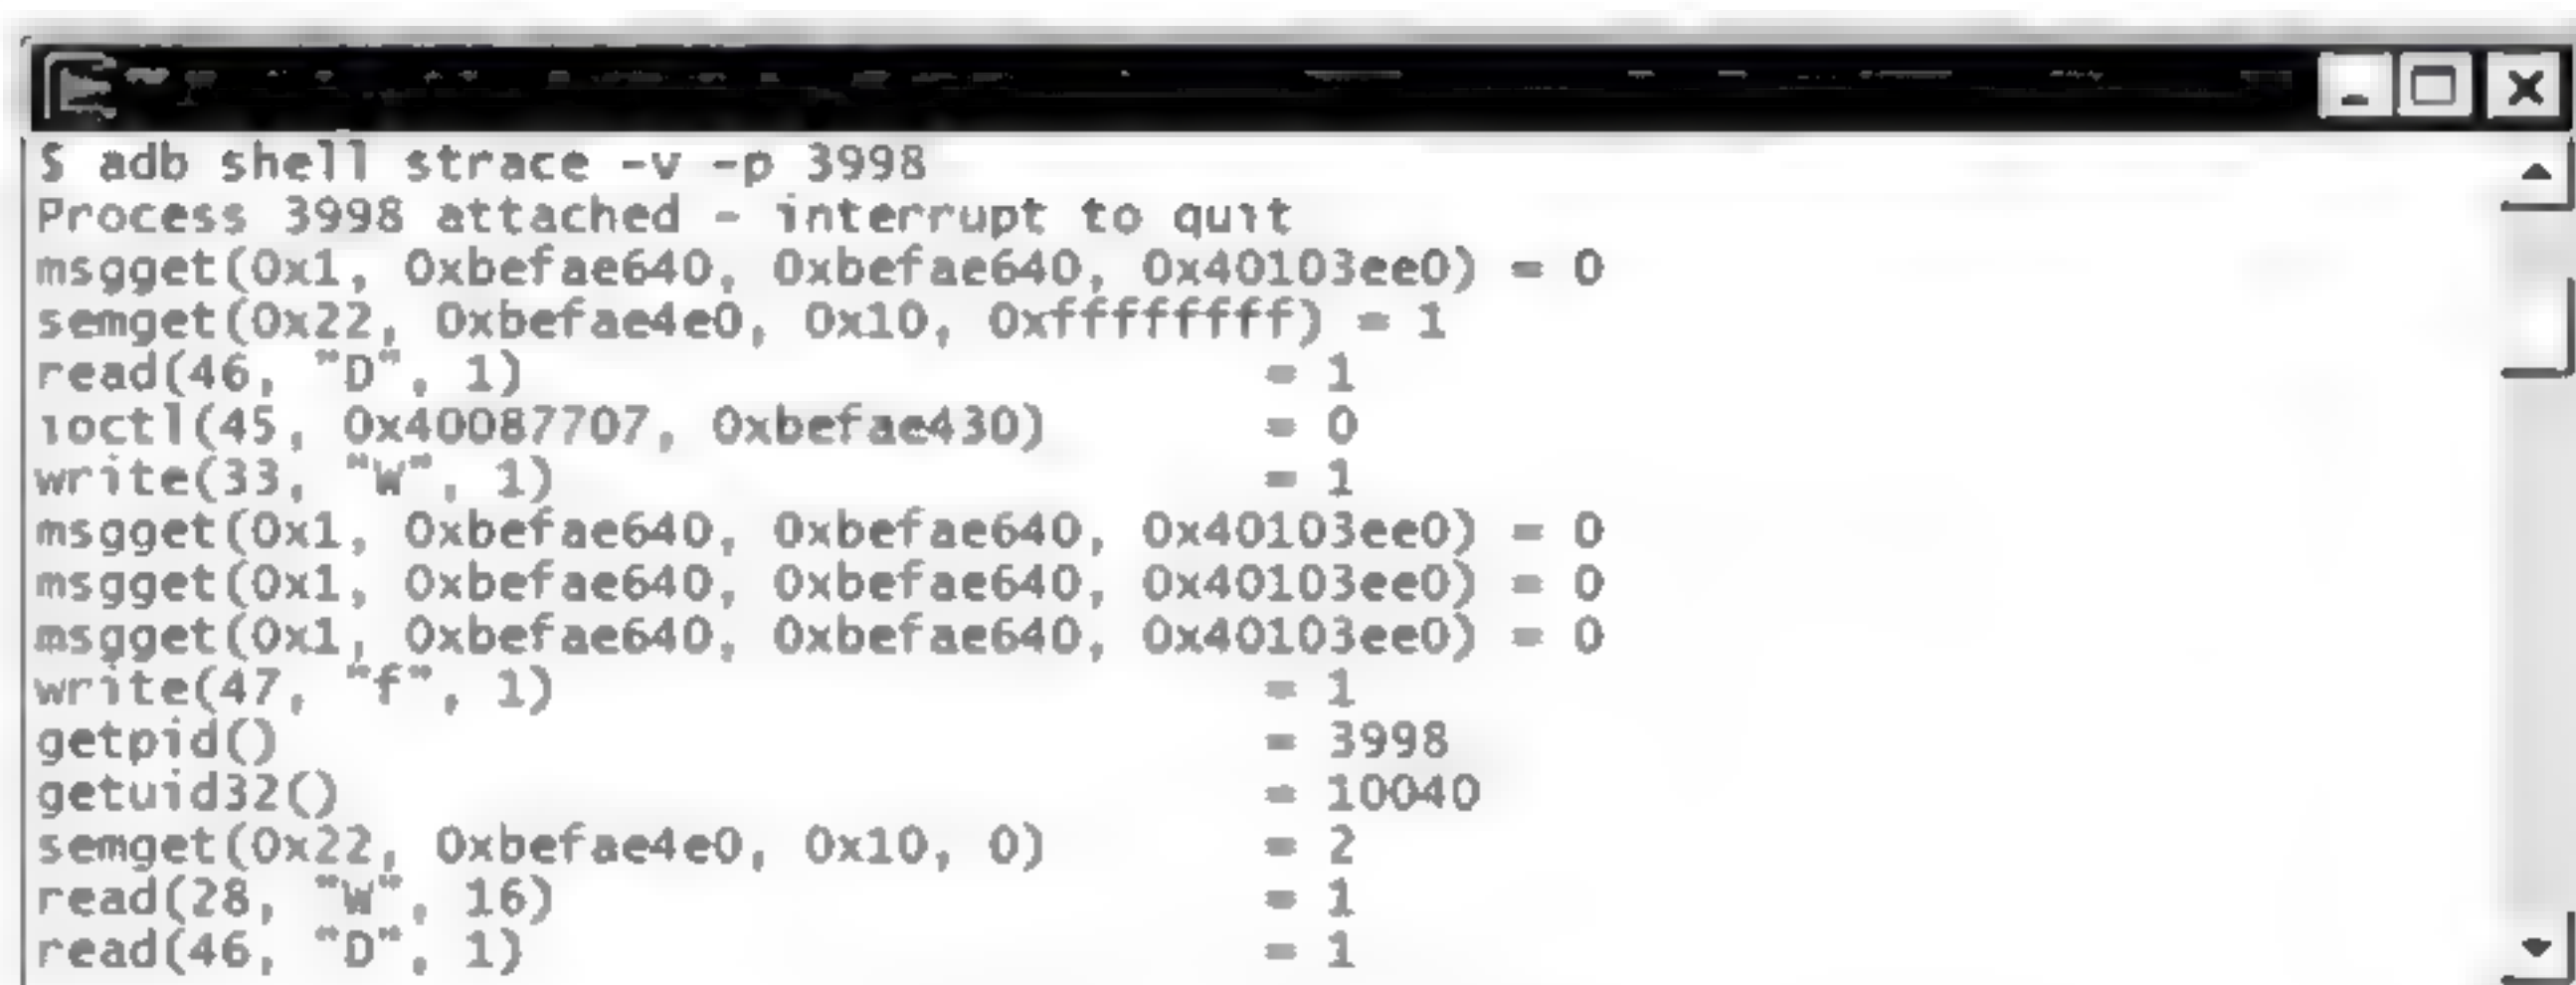 $ adb shell strace -v -p 3998
Process 3998 attached - interrupt to quit
msgget(0x1, 0xbefae640, 0xbefae640, 0x40103ee0) = 0
semget(0x22, 0xbefae4e0, 0x10, 0xffffffff) = 1
read(46, "D", 1) = 1
ioctl(45, 0x40087707, 0xbefae430) = 0
write(33, "W", 1) = 1
msgget(0x1, 0xbefae640, 0xbefae640, 0x40103ee0) = 0
msgget(0x1, 0xbefae640, 0xbefae640, 0x40103ee0) = 0
msgget(0x1, 0xbefae640, 0xbefae640, 0x40103ee0) = 0
write(47, "f", 1) = 1
getpid() = 3998
getuid32() = 10040
semget(0x22, 0xbefae4e0, 0x10, 0) = 2
read(28, "W", 16) = 1
read(46, "D", 1) = 1